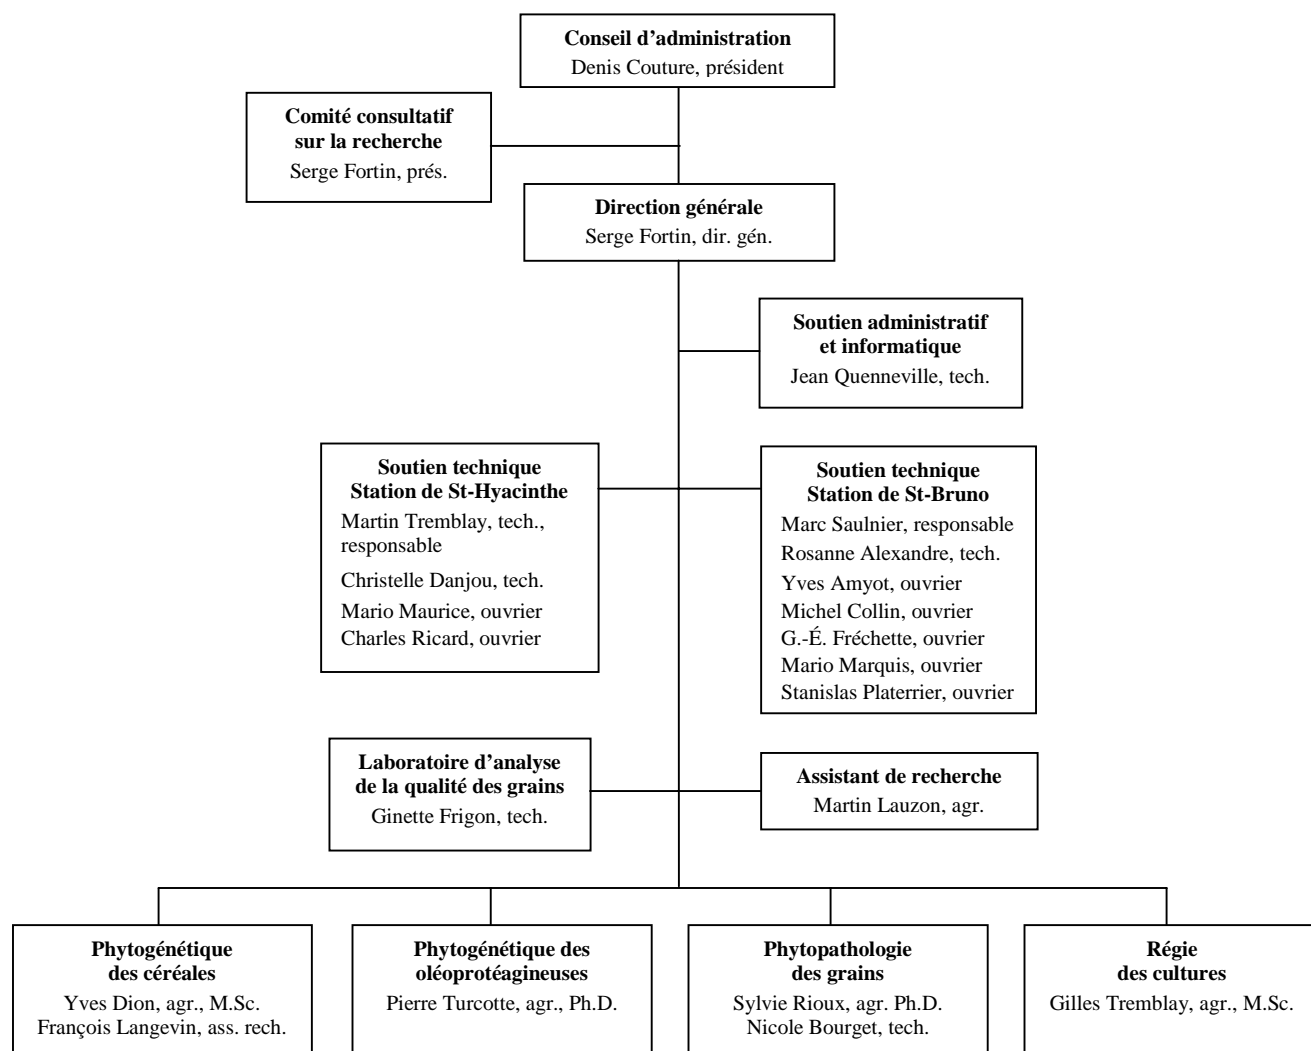 Conseil d'administration
Denis Couture, président
Comité consultatif
sur la recherche
Serge Fortin, prés.
Direction générale
Serge Fortin, dir. gén.
Soutien administratif
et informatique
Jean Quenneville, tech.
Soutien technique
Station de St-Hyacinthe
Martin Tremblay, tech.,
responsable
Christelle Danjou, tech.
Mario Maurice, ouvrier
Charles Ricard, ouvrier
Soutien technique
Station de St-Bruno
Marc Saulnier, responsable
Rosanne Alexandre, tech.
Yves Amyot, ouvrier
Michel Collin, ouvrier
G.-É. Fréchette, ouvrier
Mario Marquis, ouvrier
Stanislas Platerrier, ouvrier
Laboratoire d'analyse
de la qualité des grains
Ginette Frigon, tech.
Assistant de recherche
Martin Lauzon, agr.
Phytogénétique
des céréales
Yves Dion, agr., M.Sc.
François Langevin, ass. rech.
Phytogénétique des
oléoprotéagineuses
Pierre Turcotte, agr., Ph.D.
Phytopathologie
des grains
Sylvie Rioux, agr. Ph.D.
Nicole Bourget, tech.
Régie
des cultures
Gilles Tremblay, agr., M.Sc.